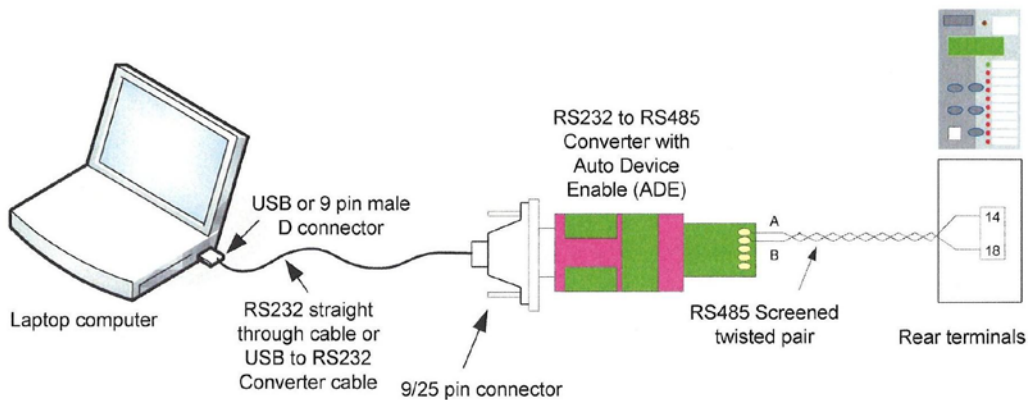 RS232 to RS485
Converter with
Auto Device
Enable (ADE)
USB or 9 pin male
D connector
A
B
14
18
Laptop computer
RS232 straight
through cable or
USB to RS232
Converter cable
9/25 pin connector
RS485 Screened
twisted pair
Rear terminals